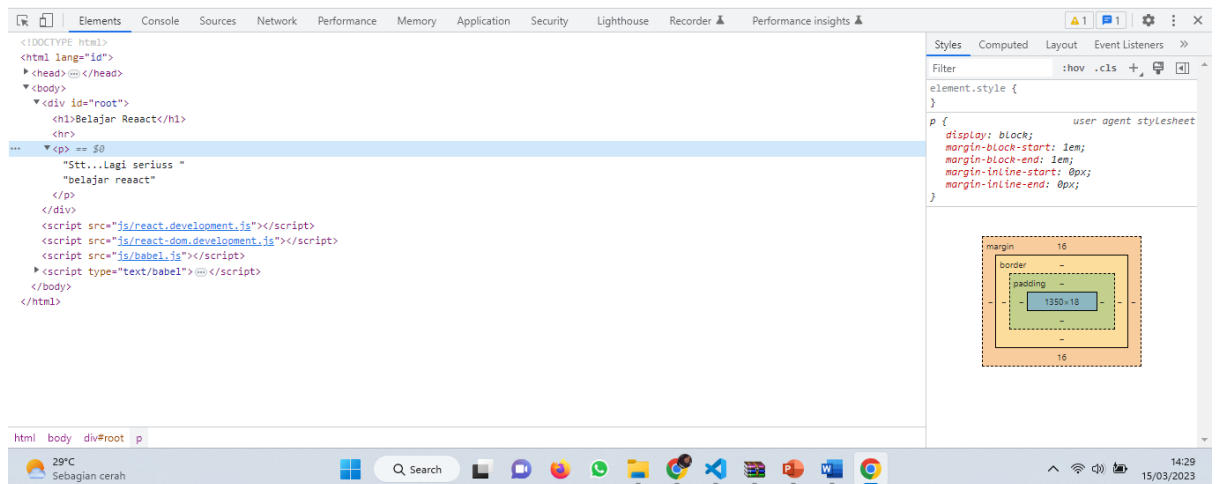 Elements Console Sources Network Performance Memory Application Security Lighthouse Recorder Performance insights 1 1
<!DOCTYPE html>
<html lang="id">
<head>…</head>
<body>
<div id="root">
<h1>Belajar Reaact</h1>
<hr>
… <p> == $0
"Stt...Lagi seriuss "
"belajar reaact"
</p>
</div>
<script src="js/react.development.js"></script>
<script src="js/react-dom.development.js"></script>
<script src="js/babel.js"></script>
<script type="text/babel">…</script>
</body>
</html>
html body div#root p
Styles Computed Layout Event Listeners »
Filter :hov .cls +
element.style {
}
p { user agent stylesheet
display: block;
margin-block-start: 1em;
margin-block-end: 1em;
margin-inline-start: 0px;
margin-inline-end: 0px;
}
margin 16
border –
padding –
– – – 1350×18 – – –
–
–
16
29°C
Sebagian cerah
Search
14:29
15/03/2023